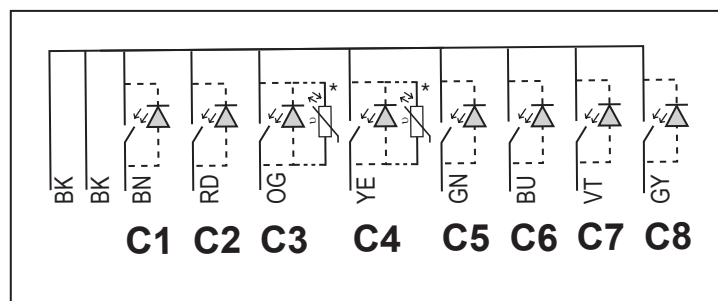 * *
υ υ
BK BK BN RD OG YE GN BU VT GY
C1 C2 C3 C4 C5 C6 C7 C8